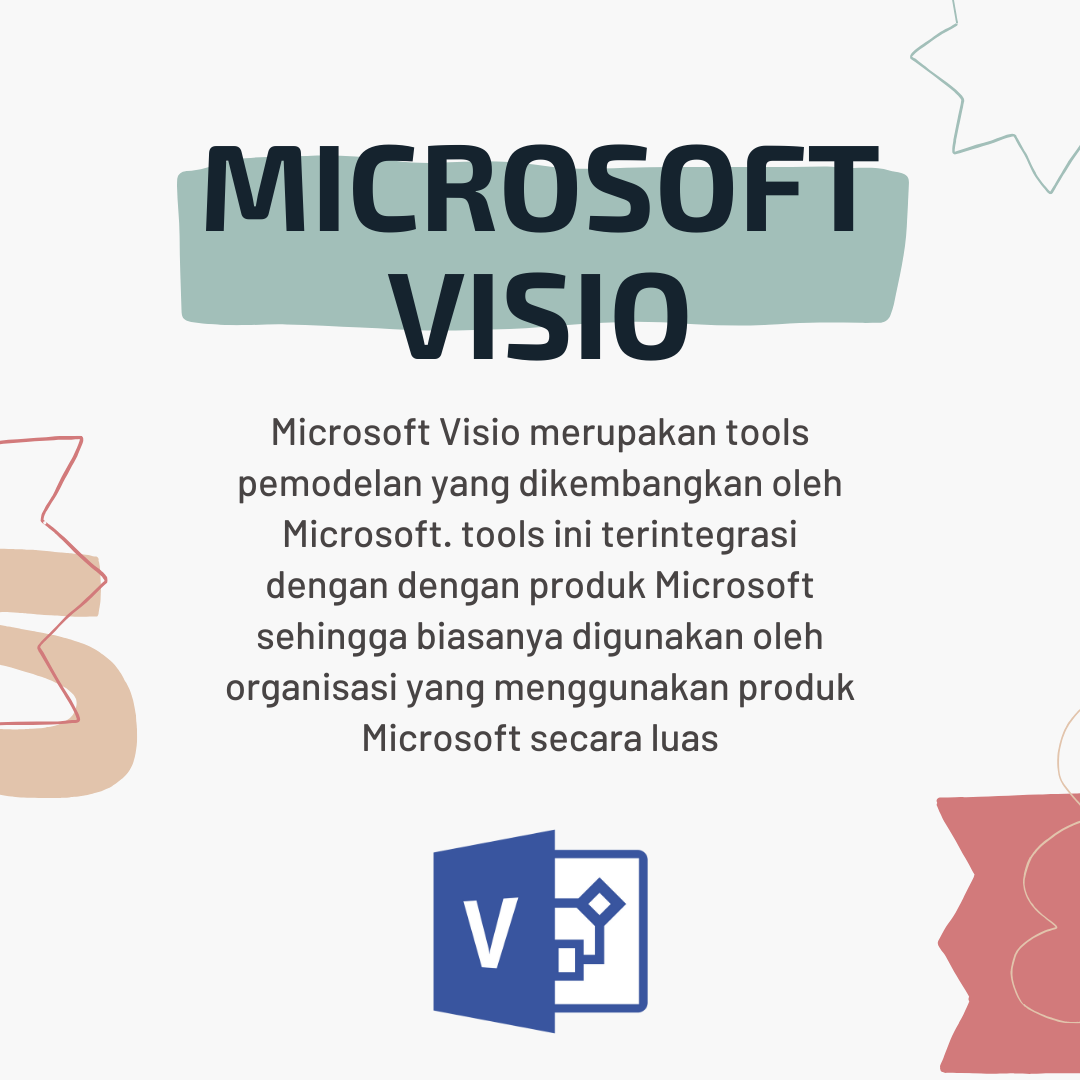 MICROSOFT
VISIO
Microsoft Visio merupakan tools
pemodelan yang dikembangkan oleh
Microsoft. tools ini terintegrasi
dengan dengan produk Microsoft
sehingga biasanya digunakan oleh
organisasi yang menggunakan produk
Microsoft secara luas
V